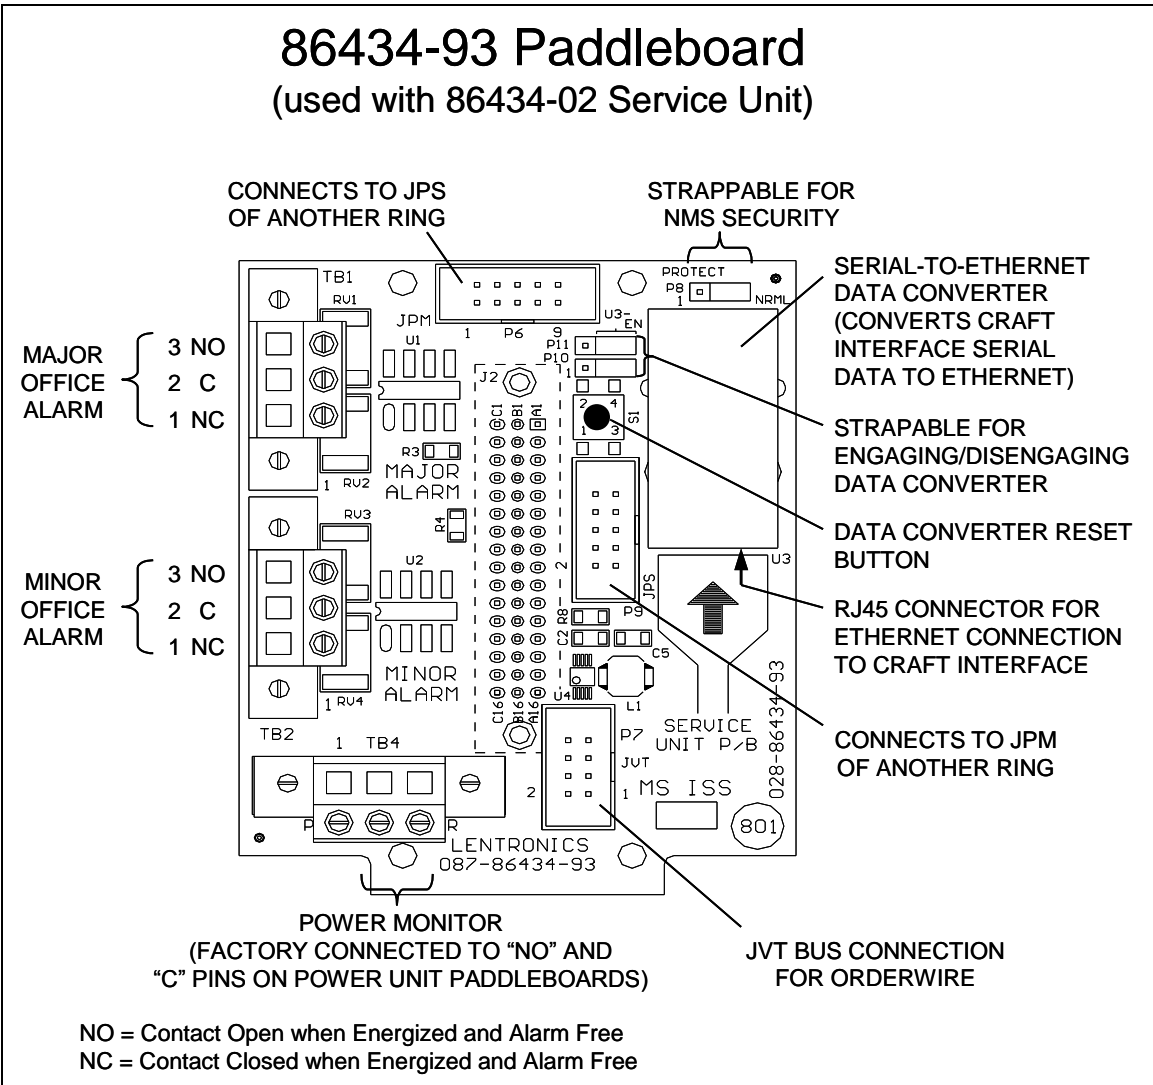 86434-93 Paddleboard
(used with 86434-02 Service Unit)
CONNECTS TO JPS
OF ANOTHER RING
STRAPPABLE FOR
NMS SECURITY
SERIAL-TO-ETHERNET
DATA CONVERTER
(CONVERTS CRAFT
INTERFACE SERIAL
DATA TO ETHERNET)
STRAPABLE FOR
ENGAGING/DISENGAGING
DATA CONVERTER
DATA CONVERTER RESET
BUTTON
RJ45 CONNECTOR FOR
ETHERNET CONNECTION
TO CRAFT INTERFACE
CONNECTS TO JPM
OF ANOTHER RING
MAJOR
OFFICE
ALARM
3 NO
2 C
1 NC
MINOR
OFFICE
ALARM
3 NO
2 C
1 NC
TB1
RV1
JPM
1 P6 9
U1
R3
MAJOR
ALARM
1 RV2
RV3
R4
U2
MINOR
ALARM
1 RV4
TB2
1 TB4
P
R
J2
C1 B1 A1
C16 B16 A16
PROTECT
P8
1
NRML
U3-
EN
P11
P10
1
2 4
1 3
S1
2
JPS
P9
U3
R8
C2
C5
U4
L1
P7
JVT
2
1
SERVICE
UNIT P/B
028-86434-93
MS ISS
801
LENTRONICS
087-86434-93
POWER MONITOR
(FACTORY CONNECTED TO “NO” AND
“C” PINS ON POWER UNIT PADDLEBOARDS)
JVT BUS CONNECTION
FOR ORDERWIRE
NO = Contact Open when Energized and Alarm Free
NC = Contact Closed when Energized and Alarm Free